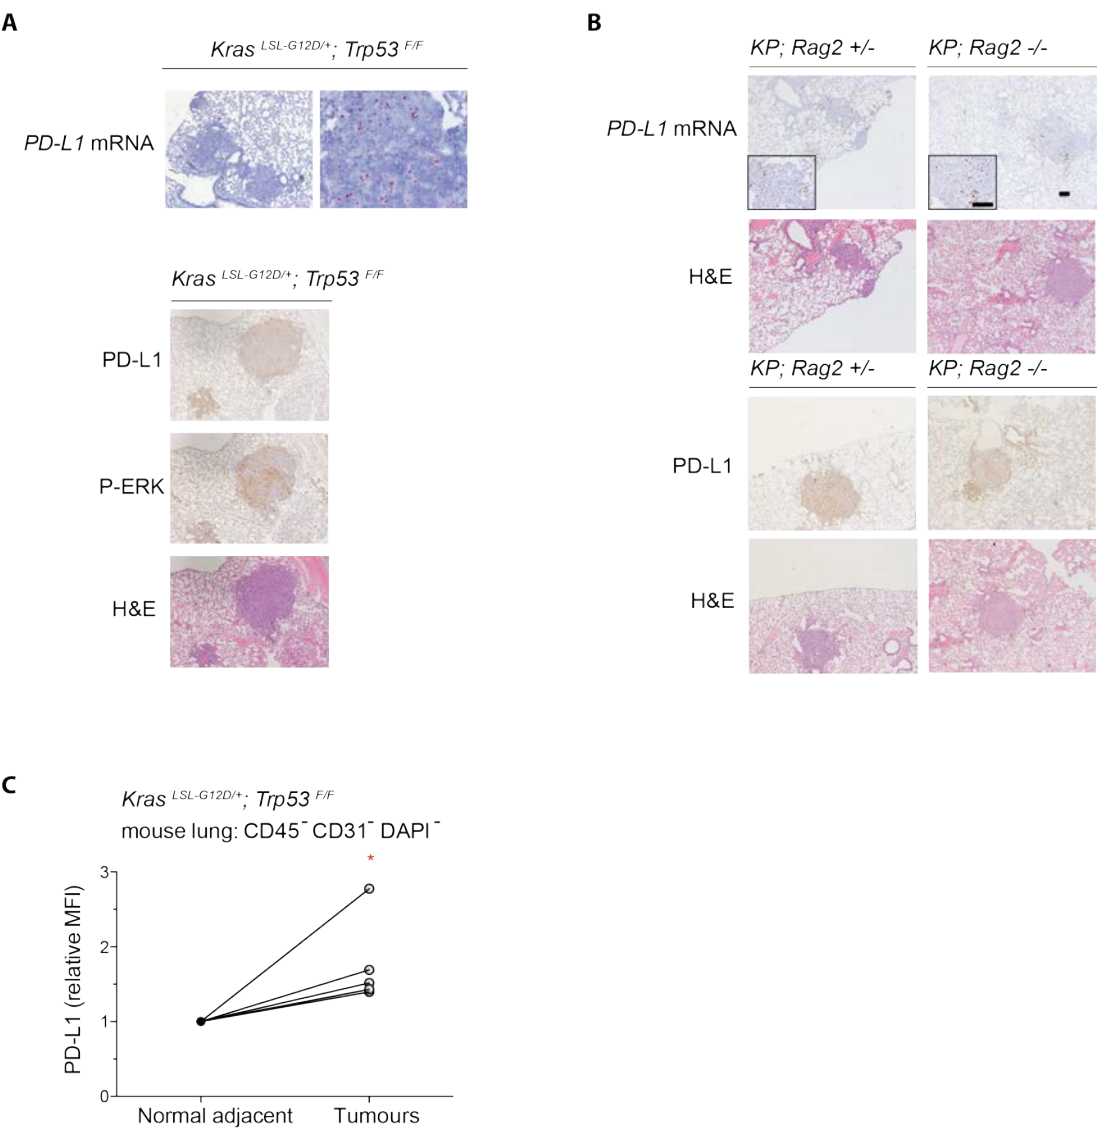 A
Kras LSL-G12D/+; Trp53 F/F
PD-L1 mRNA
Kras LSL-G12D/+; Trp53 F/F
PD-L1
P-ERK
H&E
B
KP; Rag2 +/- KP; Rag2 -/-
PD-L1 mRNA
H&E
KP; Rag2 +/- KP; Rag2 -/-
PD-L1
H&E
C
Kras LSL-G12D/+; Trp53 F/F
mouse lung: CD45- CD31- DAPI-
*
3
2
1
0
PD-L1 (relative MFI)
Normal adjacent Tumours